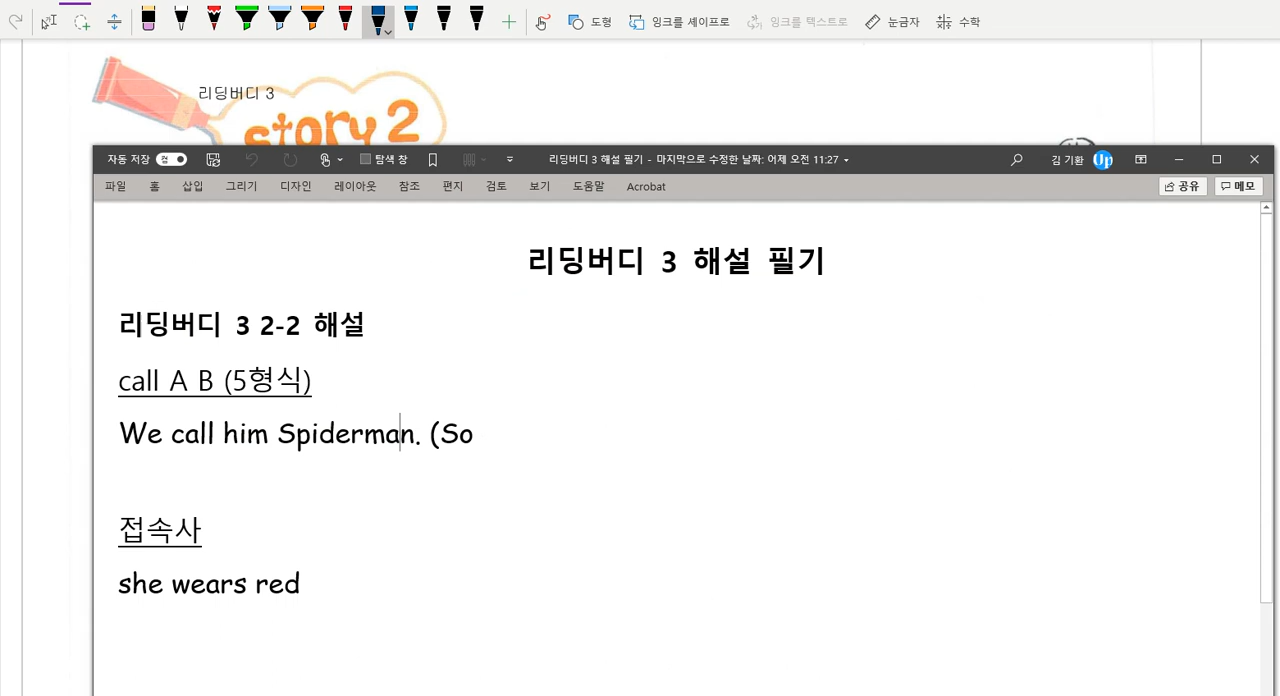 도형 잉크를 셰이프로 잉크를 텍스트로 눈금자 수학
리딩버디 3
story 2
자동 저장 리딩버디 3 해설 필기 - 마지막으로 수정한 날짜: 어제 오전 11:27 김 기환 Up
파일 홈 삽입 그리기 디자인 레이아웃 참조 편지 검토 보기 도움말 Acrobat 공유 메모
탐색 창
리딩버디 3 해설 필기
리딩버디 3 2-2 해설
call A B (5형식)
We call him Spiderman. (So
접속사
she wears red